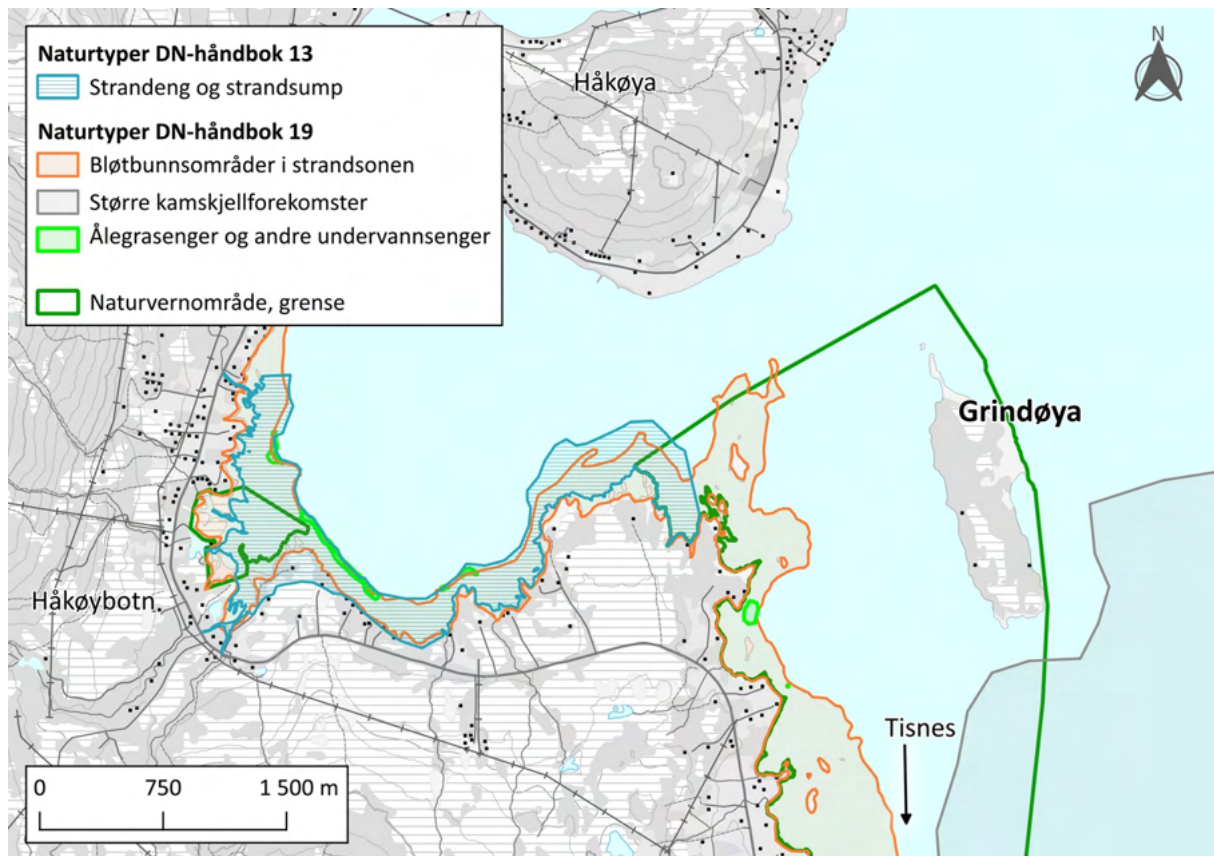 Naturtyper DN-håndbok 13
Strandeng og strandsump
Naturtyper DN-håndbok 19
Bløtbunnsområder i strandsonen
Større kamskjellforekomster
Ålegrasenger og andre undervannsenger
Naturvernområde, grense
Håkøya
N
Grindøya
Håkøybotn
Tisnes
0 750 1 500 m